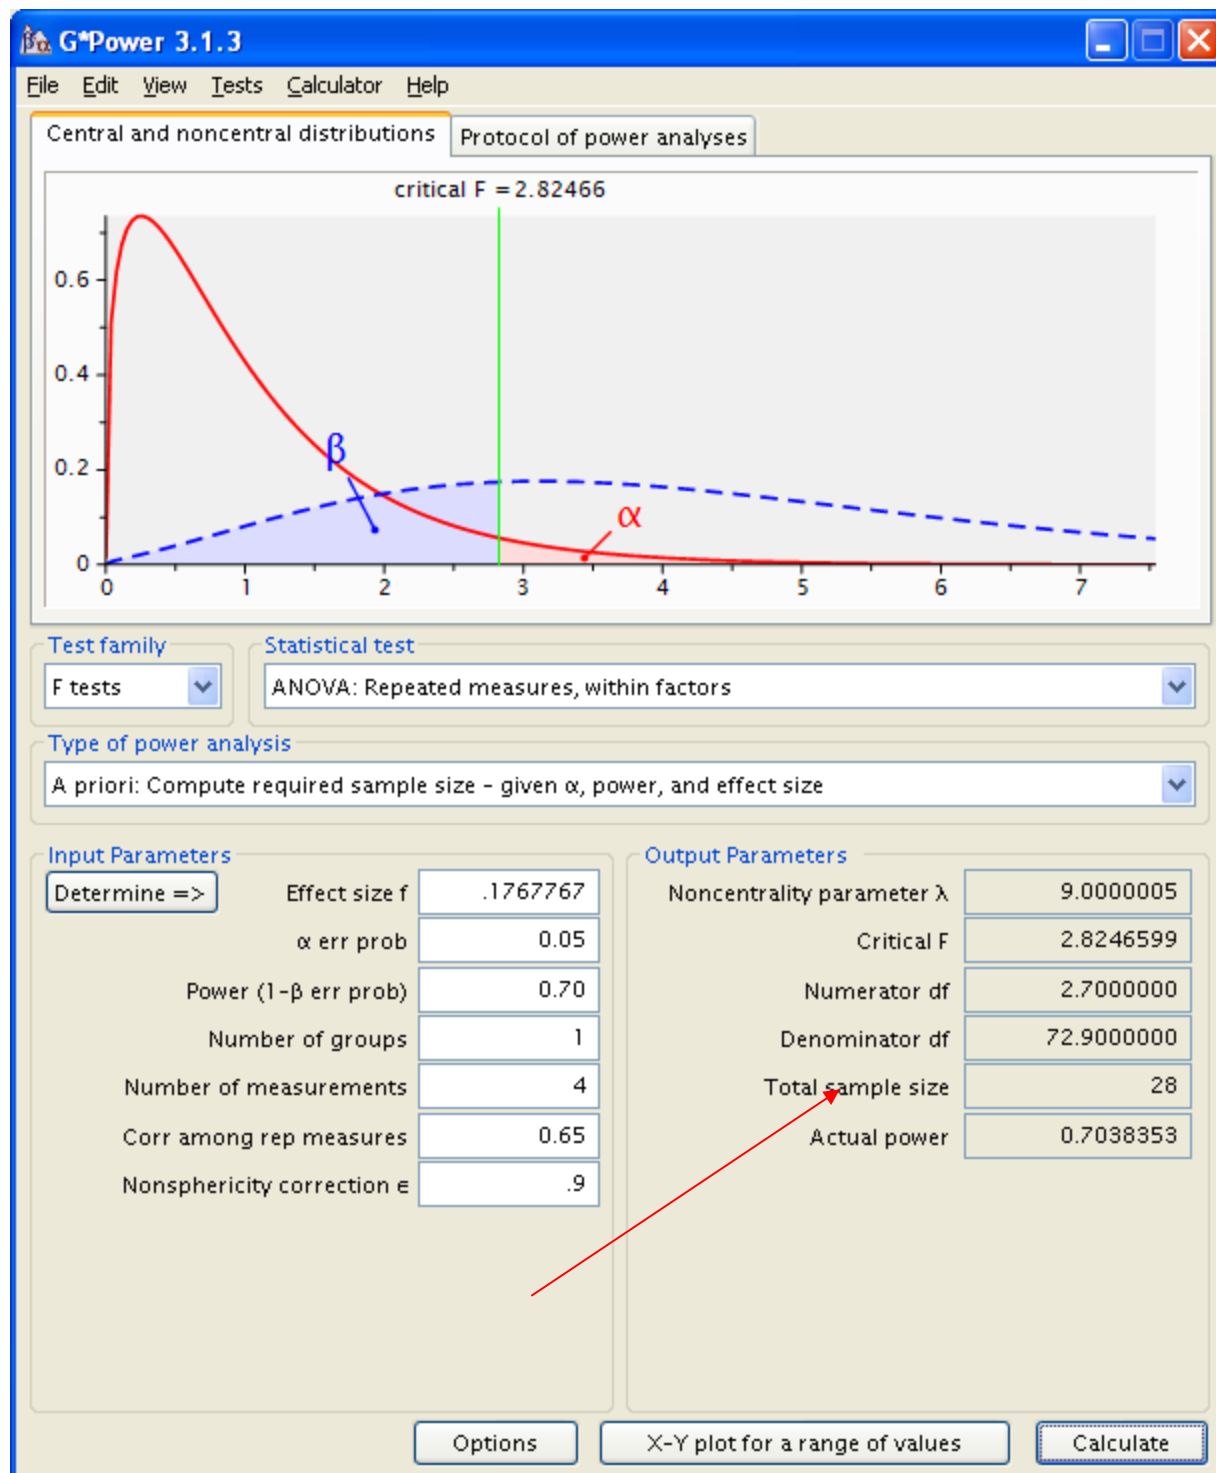 G*Power 3.1.3
File Edit View Tests Calculator Help
Central and noncentral distributions Protocol of power analyses
critical F = 2.82466
0.6
0.4
0.2
0
β
α
0 1 2 3 4 5 6 7
Test family Statistical test
F tests ANOVA: Repeated measures, within factors
Type of power analysis
A priori: Compute required sample size - given α, power, and effect size
Input Parameters
Determine => Effect size f .1767767
α err prob 0.05
Power (1-β err prob) 0.70
Number of groups 1
Number of measurements 4
Corr among rep measures 0.65
Nonsphericity correction ϵ .9
Output Parameters
Noncentrality parameter λ 9.0000005
Critical F 2.8246599
Numerator df 2.7000000
Denominator df 72.9000000
Total sample size 28
Actual power 0.7038353
Options X-Y plot for a range of values Calculate